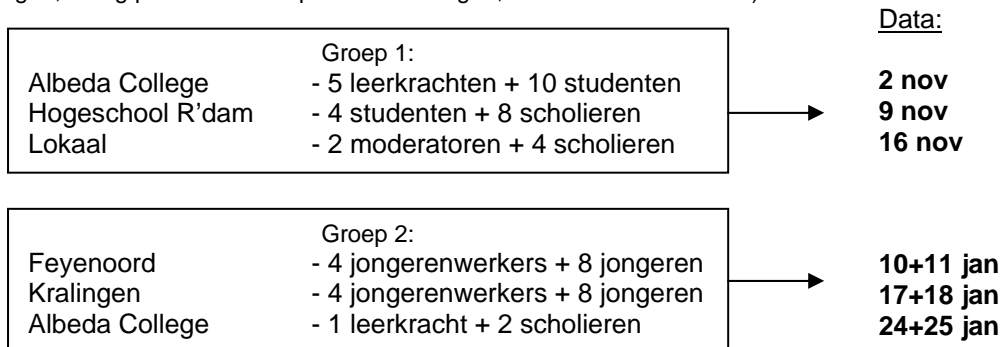 Data:
Groep 1:
Albeda College - 5 leerkrachten + 10 studenten 2 nov
Hogeschool R’dam - 4 studenten + 8 scholieren 9 nov
Lokaal - 2 moderatoren + 4 scholieren 16 nov
Groep 2:
Feyenoord - 4 jongerenwerkers + 8 jongeren 10+11 jan
Kralingen - 4 jongerenwerkers + 8 jongeren 17+18 jan
Albeda College - 1 leerkracht + 2 scholieren 24+25 jan